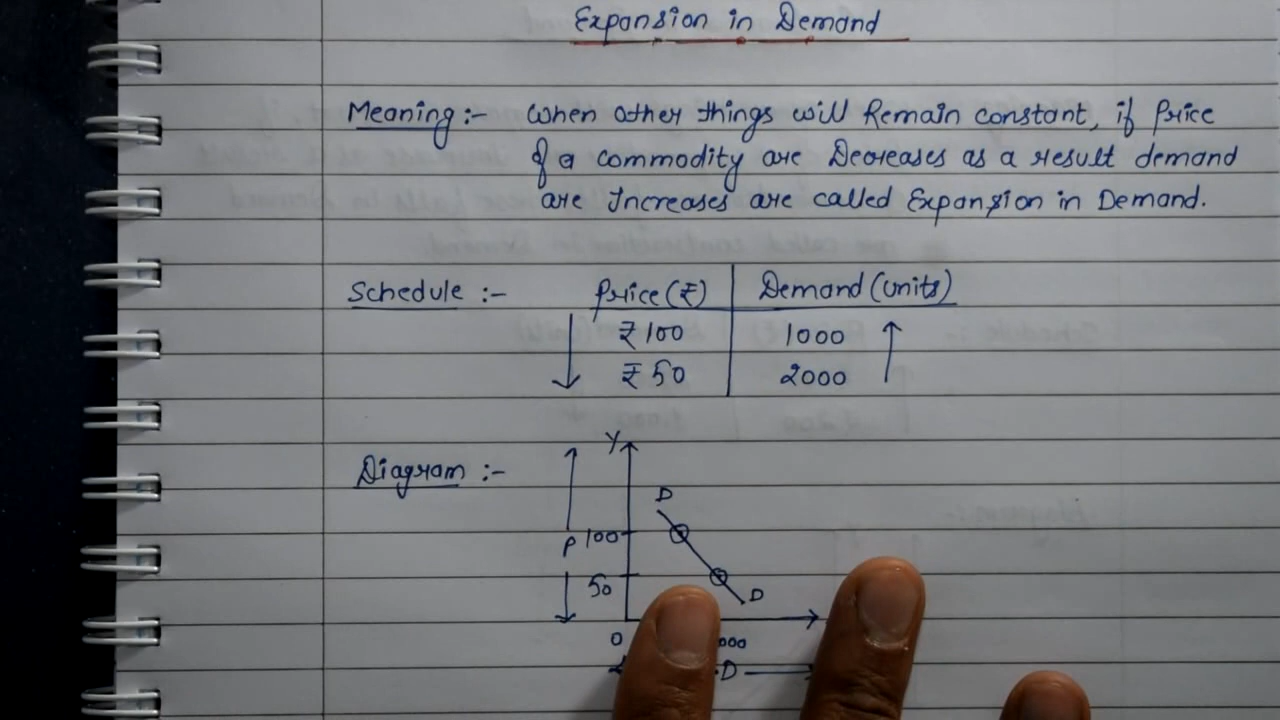 Expansion in Demand
Meaning :- When other things will Remain constant, if Price
of a commodity are Decreases as a result demand
are Increases are called Expansion in Demand.
Schedule :- Price (₹) Demand (units)
₹ 100 1000
₹ 50 2000
Diagram :- Y
D
P 100
50 D
0 000
D